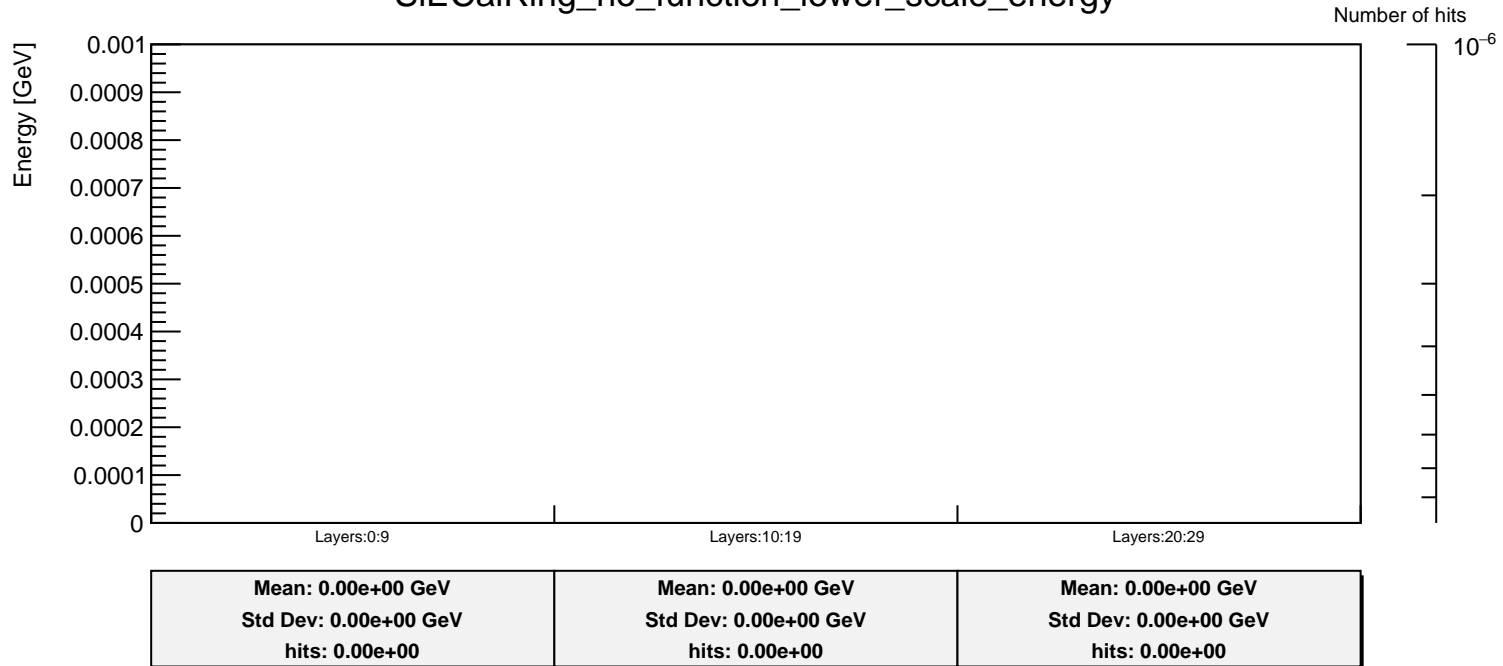 SiECalRing_no_function_lower_scale_energy
Number of hits
Energy [GeV]
0.001
0.0009
0.0008
0.0007
0.0006
0.0005
0.0004
0.0003
0.0002
0.0001
0
10⁻⁶
Layers:0:9 Layers:10:19 Layers:20:29
Mean: 0.00e+00 GeV Mean: 0.00e+00 GeV Mean: 0.00e+00 GeV
Std Dev: 0.00e+00 GeV Std Dev: 0.00e+00 GeV Std Dev: 0.00e+00 GeV
hits: 0.00e+00 hits: 0.00e+00 hits: 0.00e+00